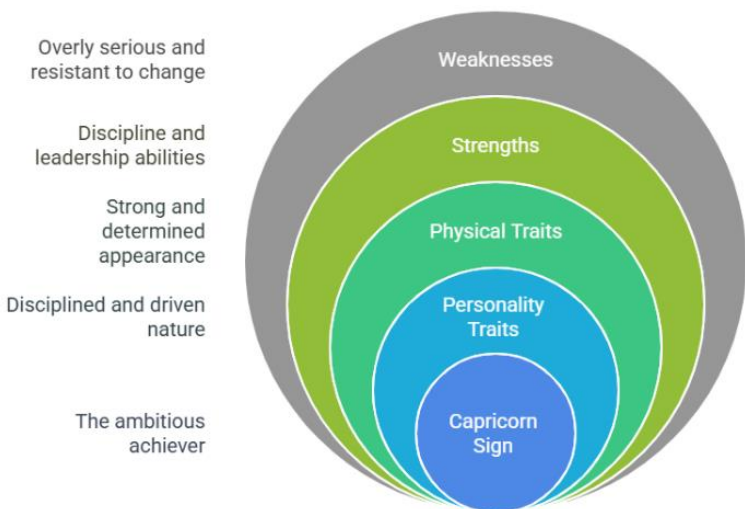 Overly serious and
resistant to change
Weaknesses
Discipline and
leadership abilities
Strengths
Strong and
determined
appearance
Physical Traits
Disciplined and driven
nature
Personality
Traits
The ambitious
achiever
Capricorn
Sign